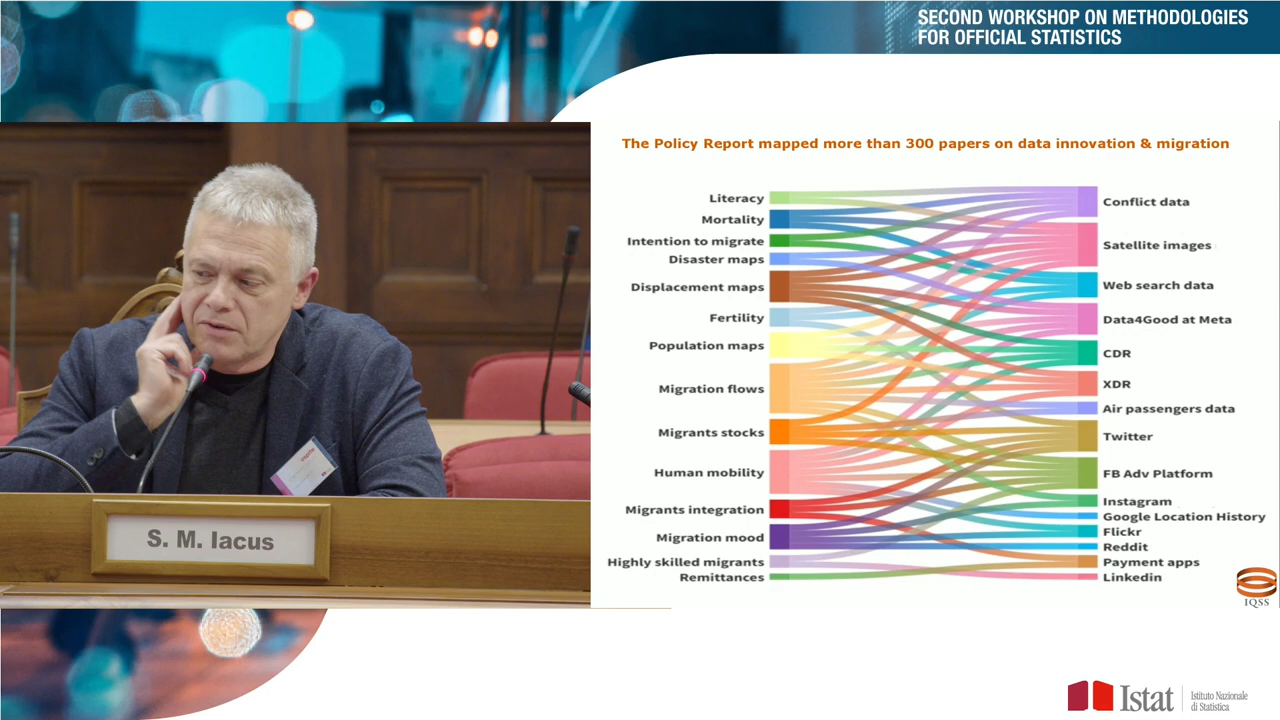 SECOND WORKSHOP ON METHODOLOGIES
FOR OFFICIAL STATISTICS
The Policy Report mapped more than 300 papers on data innovation & migration
Literacy
Mortality
Intention to migrate
Disaster maps
Displacement maps
Fertility
Population maps
Migration flows
Migrants stocks
Human mobility
Migrants integration
Migration mood
Highly skilled migrants
Remittances
Conflict data
Satellite images
Web search data
Data4Good at Meta
CDR
XDR
Air passengers data
Twitter
FB Adv Platform
Instagram
Google Location History
Flickr
Reddit
Payment apps
Linkedin
IQSS
S. M. Iacus
Istat
Istituto Nazionale
di Statistica